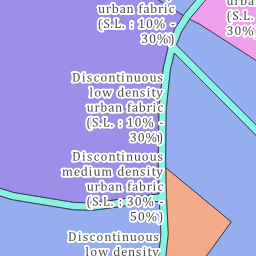 urban fabric
(S.L. : 10% -
30%)
urba
(S.L.
30%
Discontinuous
low density
urban fabric
(S.L. : 10% -
30%)
Discontinuous
medium density
urban fabric
(S.L. : 30% -
50%)
Discontinuous
low density